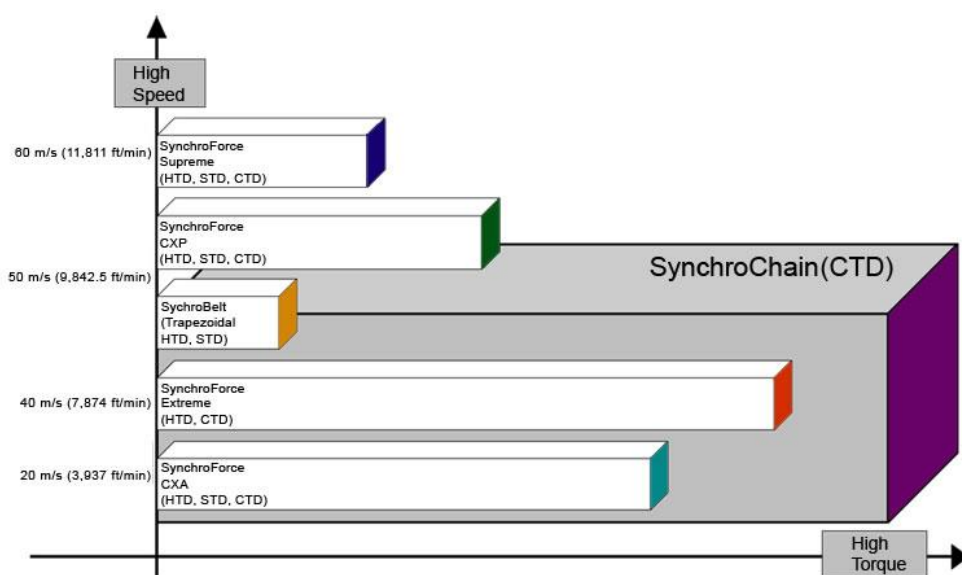 High
Speed
60 m/s (11,811 ft/min)
SynchroForce
Supreme
(HTD, STD, CTD)
SynchroForce
CXP
(HTD, STD, CTD)
SynchroChain(CTD)
50 m/s (9,842.5 ft/min)
SychroBelt
(Trapezoidal
HTD, STD)
40 m/s (7,874 ft/min)
SynchroForce
Extreme
(HTD, CTD)
20 m/s (3,937 ft/min)
SynchroForce
CXA
(HTD, STD, CTD)
High
Torque